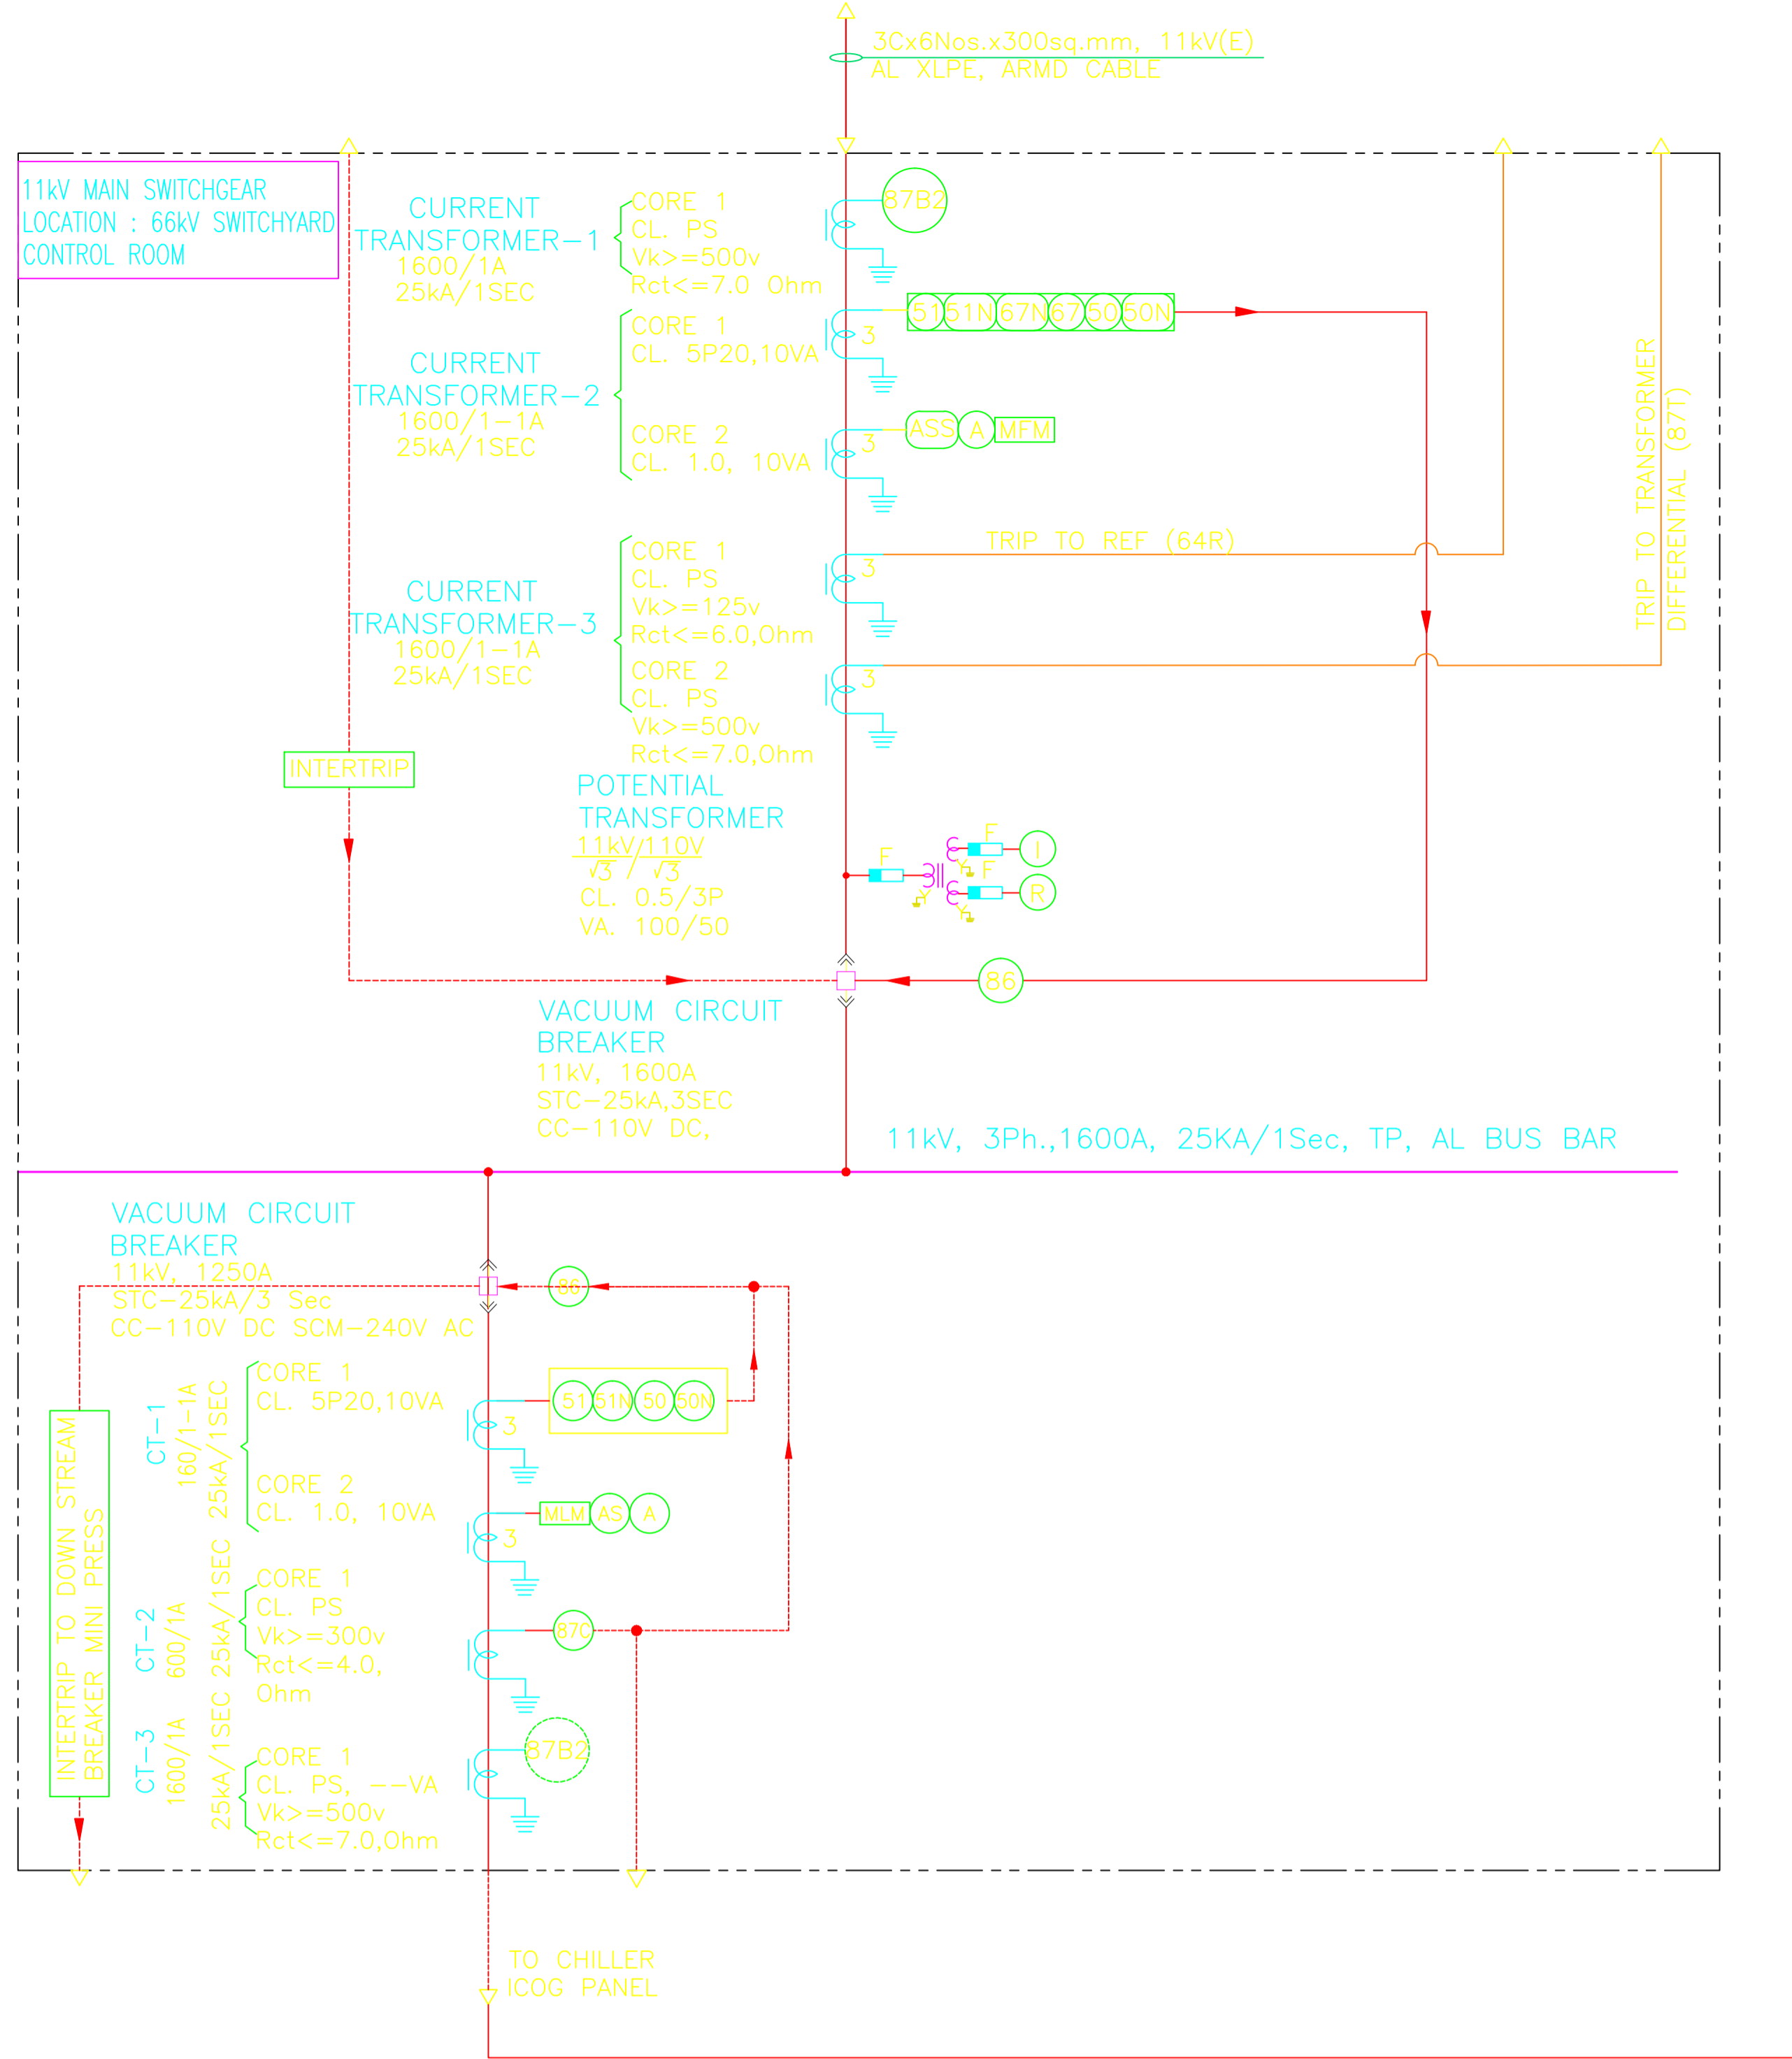 3Cx6Nos.x300sq.mm, 11kV(E)
AL XLPE, ARMD CABLE
11kV MAIN SWITCHGEAR
LOCATION : 66kV SWITCHYARD
CONTROL ROOM
CURRENT
TRANSFORMER-1
1600/1A
25kA/1SEC
CORE 1
CL. PS
Vk>=500v
Rct<=7.0 Ohm
87B2
CURRENT
TRANSFORMER-2
1600/1-1A
25kA/1SEC
CORE 1
CL. 5P20,10VA
3
51 51N 67N 67 50 50N
CORE 2
CL. 1.0, 10VA
3
ASS A MFM
TRIP TO TRANSFORMER
DIFFERENTIAL (87T)
CURRENT
TRANSFORMER-3
1600/1-1A
25kA/1SEC
CORE 1
CL. PS
Vk>=125v
Rct<=6.0,Ohm
3
TRIP TO REF (64R)
CORE 2
CL. PS
Vk>=500v
Rct<=7.0,Ohm
3
INTERTRIP
POTENTIAL
TRANSFORMER
11kV/110V
√3 / √3
CL. 0.5/3P
VA. 100/50
F
F
I
F
R
86
VACUUM CIRCUIT
BREAKER
11kV, 1600A
STC-25kA,3SEC
CC-110V DC,
11kV, 3Ph.,1600A, 25KA/1Sec, TP, AL BUS BAR
VACUUM CIRCUIT
BREAKER
11kV, 1250A
STC-25kA/3 Sec
CC-110V DC SCM-240V AC
86
CT-1
160/1-1A
25kA/1SEC
CORE 1
CL. 5P20,10VA
3
51 51N 50 50N
CORE 2
CL. 1.0, 10VA
3
MLM AS A
INTERTRIP TO DOWN STREAM
BREAKER MINI PRESS
CT-2
600/1A
25kA/1SEC
CORE 1
CL. PS
Vk>=300v
Rct<=4.0,
Ohm
87C
CT-3
1600/1A
25kA/1SEC
CORE 1
CL. PS, --VA
Vk>=500v
Rct<=7.0,Ohm
87B2
TO CHILLER
ICOG PANEL